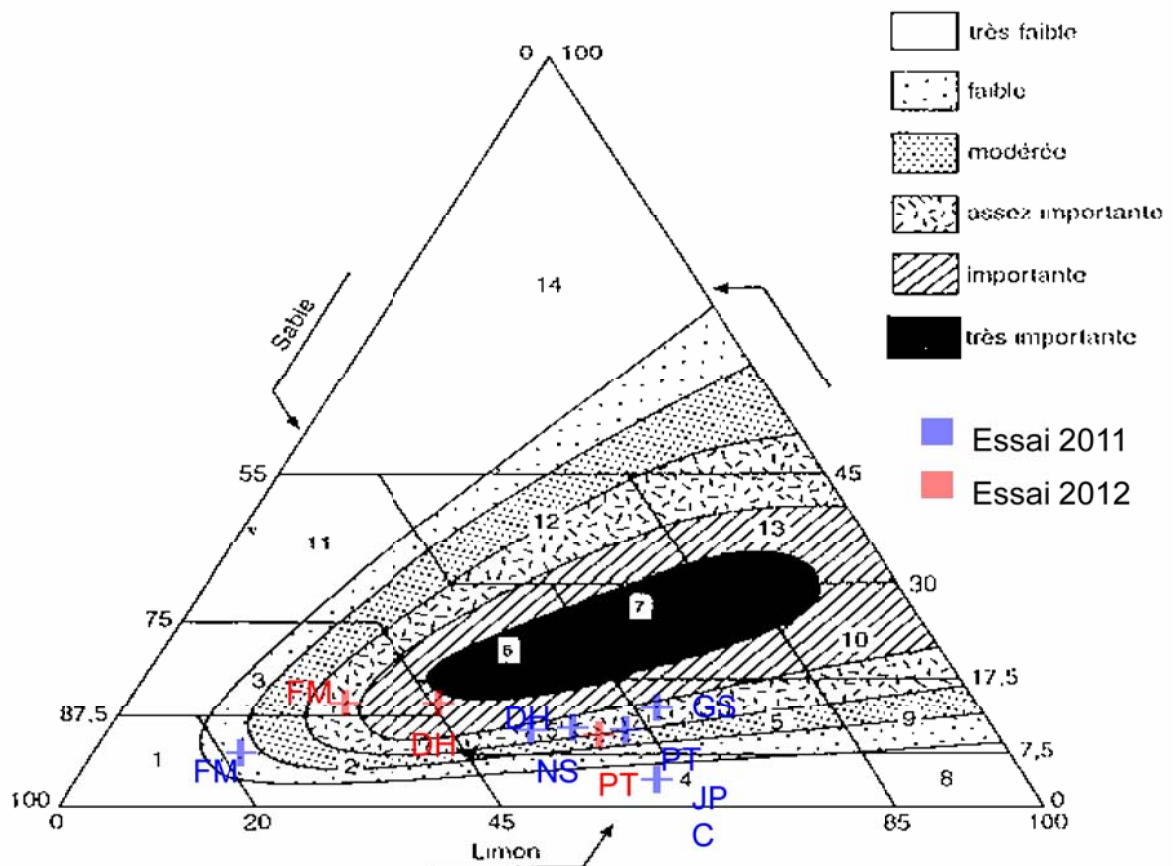 0 100
très faible
faible
modérée
assez importante
importante
très importante
Essai 2011
Essai 2012
Sable
14
55
45
12
13
11
30
7
75
6
10
3
17,5
FM
GS
87,5
DH
5
9
DH
1
2
7,5
FM
NS
PT
PT
4
8
JP
C
100
0
0
20
45
85
100
Limon